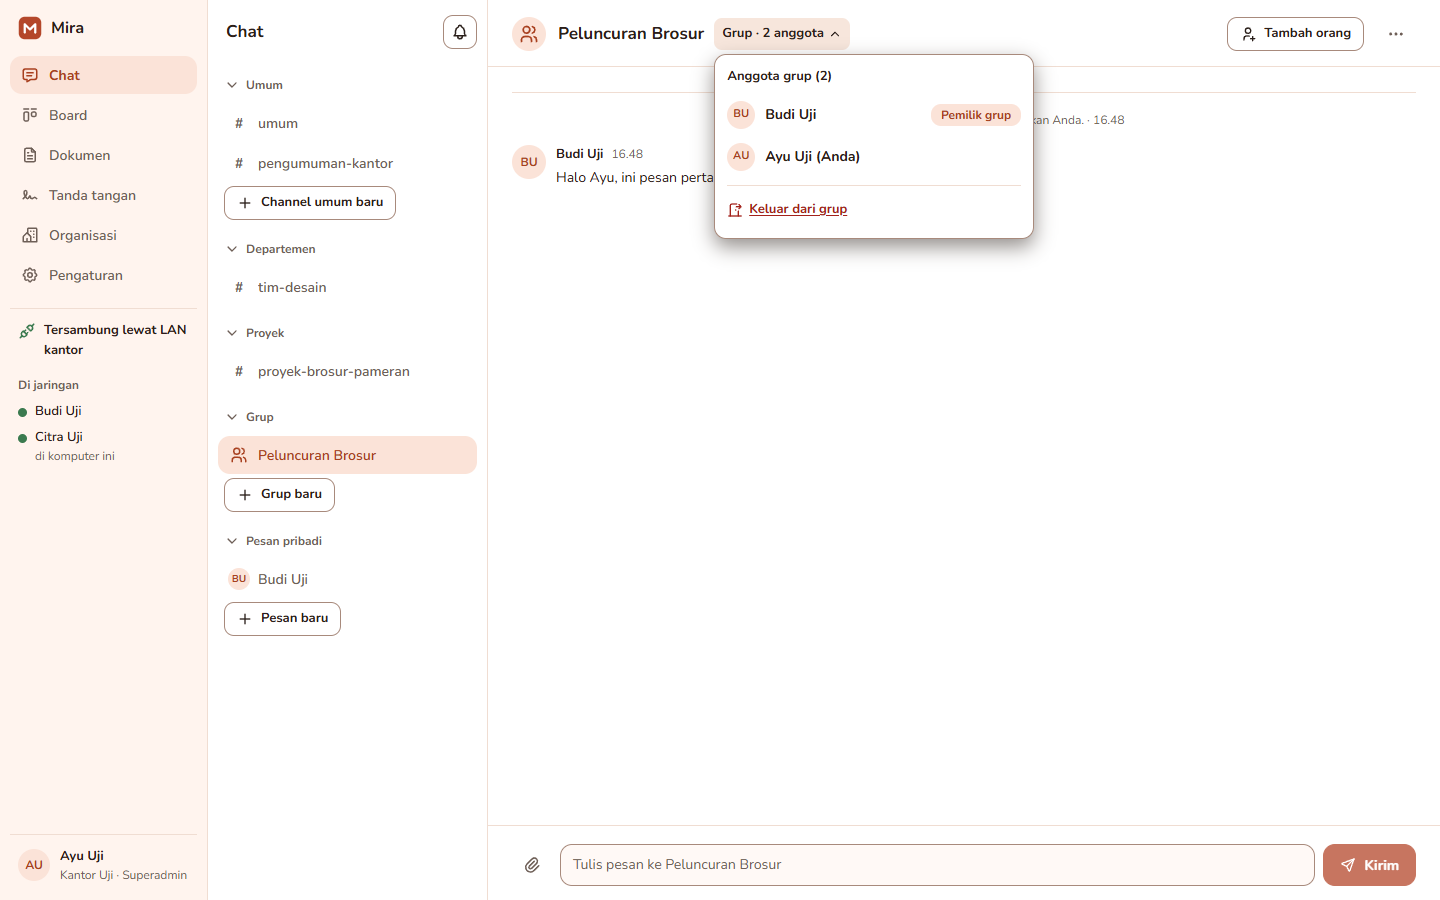 Mira
Chat
Board
Dokumen
Tanda tangan
Organisasi
Pengaturan
Tersambung lewat LAN
kantor
Di jaringan
Budi Uji
Citra Uji
di komputer ini
AU
Ayu Uji
Kantor Uji · Superadmin
Chat
Umum
# umum
# pengumuman-kantor
+ Channel umum baru
Departemen
# tim-desain
Proyek
# proyek-brosur-pameran
Grup
Peluncuran Brosur
+ Grup baru
Pesan pribadi
BU Budi Uji
+ Pesan baru
Peluncuran Brosur
Grup · 2 anggota
Tambah orang
Anggota grup (2)
BU Budi Uji Pemilik grup
AU Ayu Uji (Anda)
Keluar dari grup
Anda. · 16.48
BU
Budi Uji 16.48
Halo Ayu, ini pesan
Tulis pesan ke Peluncuran Brosur
Kirim